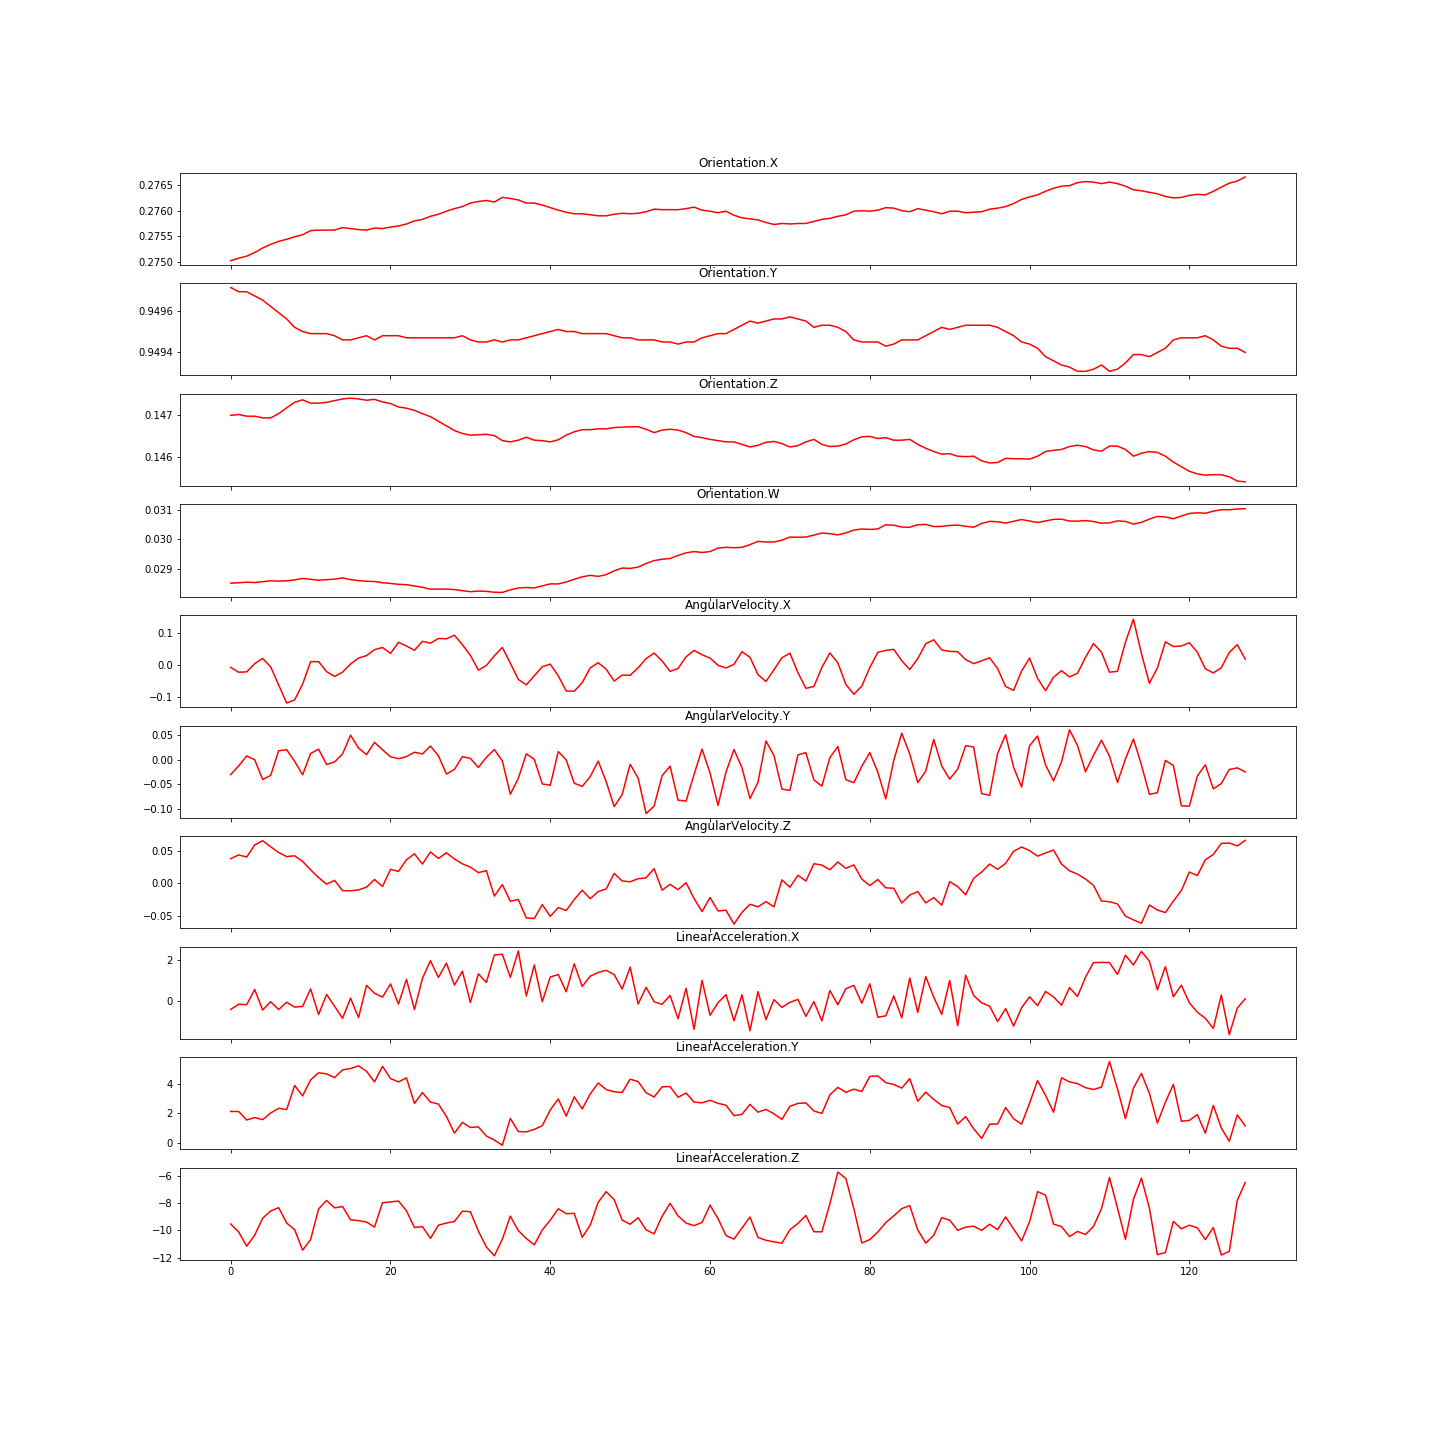 Orientation.X
0.2765
0.2760
0.2755
0.2750
Orientation.Y
0.9496
0.9494
Orientation.Z
0.147
0.146
Orientation.W
0.031
0.030
0.029
AngularVelocity.X
0.1
0.0
−0.1
AngularVelocity.Y
0.05
0.00
−0.05
−0.10
AngularVelocity.Z
0.05
0.00
−0.05
LinearAcceleration.X
2
0
LinearAcceleration.Y
4
2
0
LinearAcceleration.Z
−6
−8
−10
−12
0 20 40 60 80 100 120